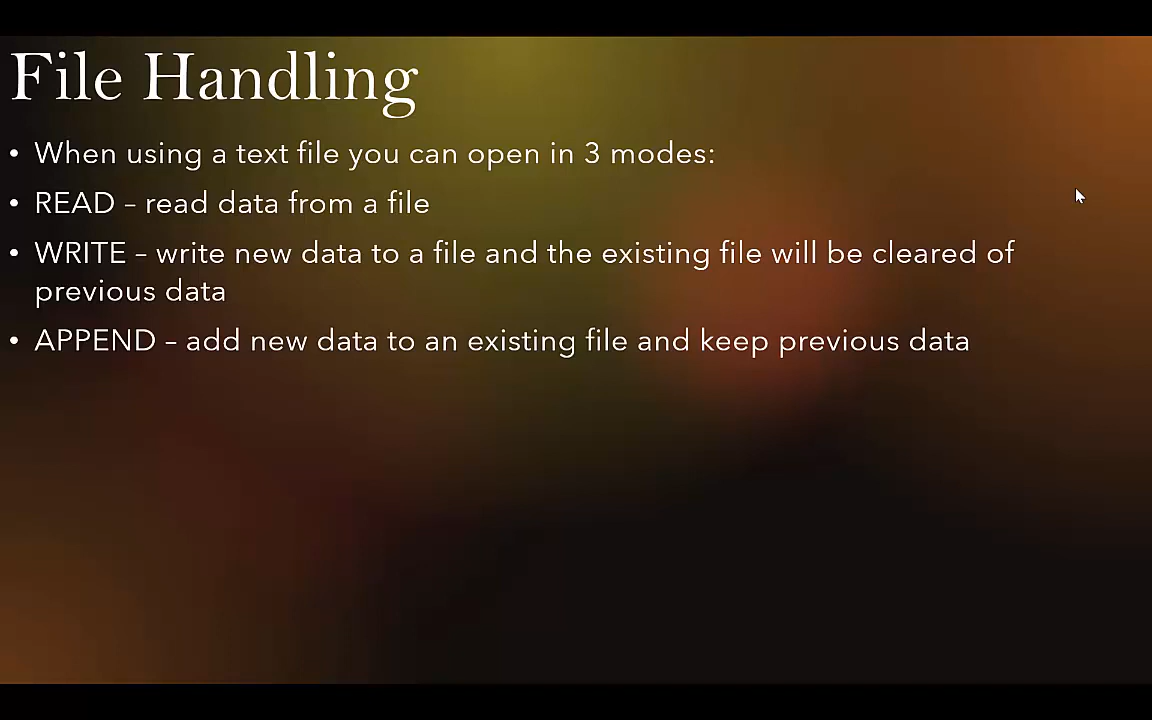 File Handling
• When using a text file you can open in 3 modes:
• READ – read data from a file
• WRITE – write new data to a file and the existing file will be cleared of
previous data
• APPEND – add new data to an existing file and keep previous data